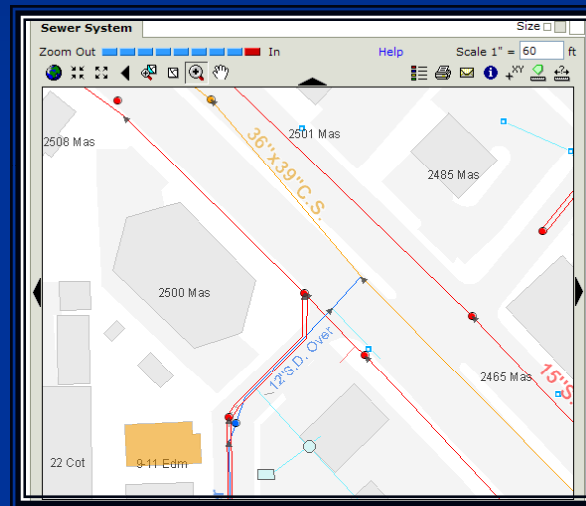 Sewer System
Size
Zoom Out In Help Scale 1" = 60 ft
XY
2508 Mas
36"x39"C.S.
2501 Mas
2485 Mas
2500 Mas
12"S.D. Over
15"S.
2465 Mas
22 Cot
9-11 Edm